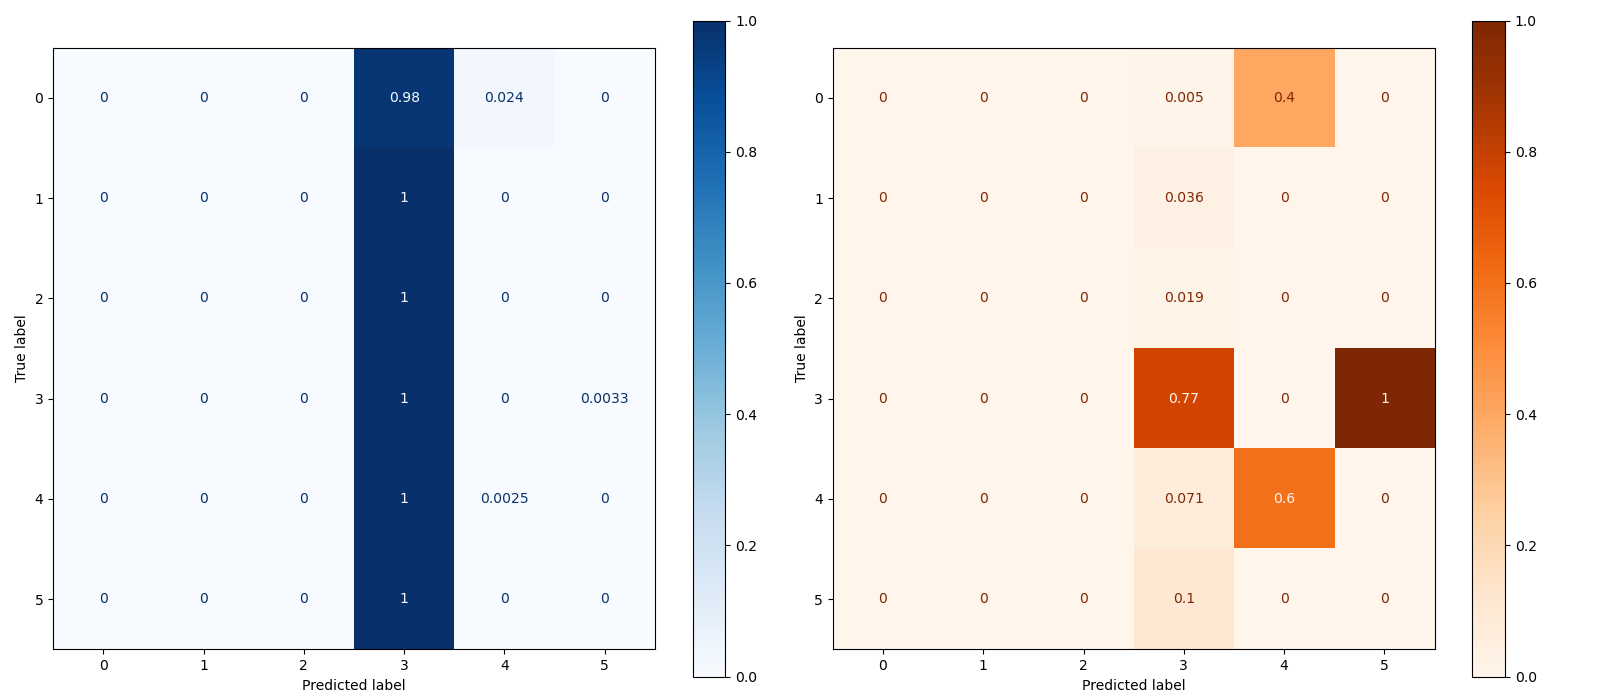 1.0
0 0 0 0 0.98 0.024 0
0.8
1 0 0 0 1 0 0
2 0 0 0 1 0 0
0.6
True label
3 0 0 0 1 0 0.0033
0.4
4 0 0 0 1 0.0025 0
0.2
5 0 0 0 1 0 0
0.0
0 1 2 3 4 5
Predicted label
1.0
0 0 0 0 0.005 0.4 0
0.8
1 0 0 0 0.036 0 0
2 0 0 0 0.019 0 0
0.6
True label
3 0 0 0 0.77 0 1
0.4
4 0 0 0 0.071 0.6 0
0.2
5 0 0 0 0.1 0 0
0.0
0 1 2 3 4 5
Predicted label